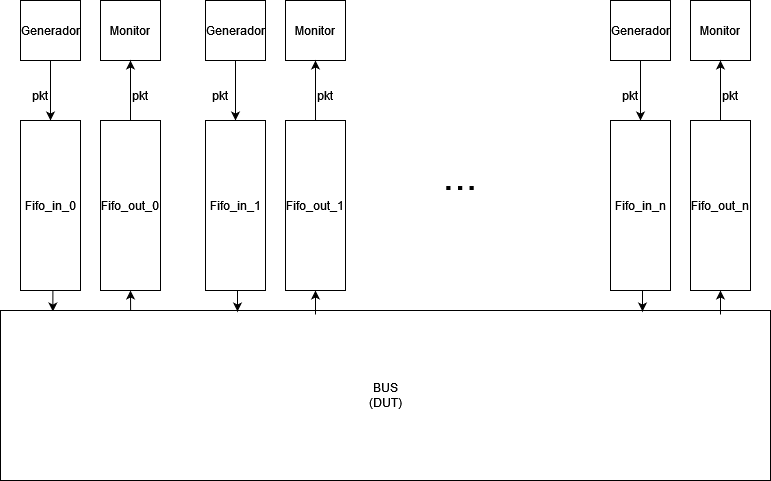 Generador
Monitor
Generador
Monitor
Generador
Monitor
pkt
pkt
pkt
pkt
pkt
pkt
Fifo_in_0
Fifo_out_0
Fifo_in_1
Fifo_out_1
...
Fifo_in_n
Fifo_out_n
BUS
(DUT)